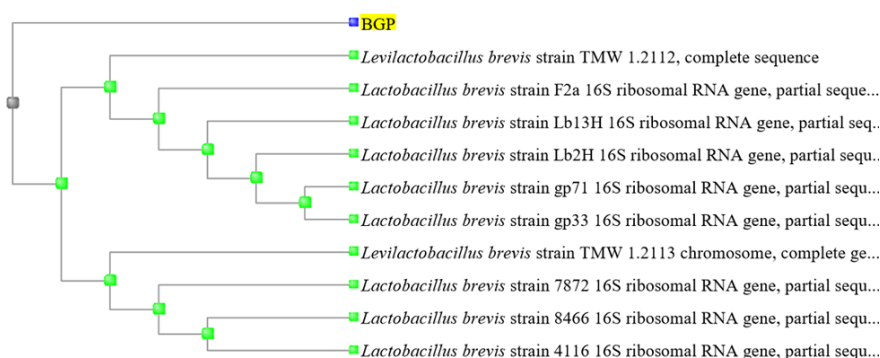 BGP
Levilactobacillus brevis strain TMW 1.2112, complete sequence
Lactobacillus brevis strain F2a 16S ribosomal RNA gene, partial seque...
Lactobacillus brevis strain Lb13H 16S ribosomal RNA gene, partial seq...
Lactobacillus brevis strain Lb2H 16S ribosomal RNA gene, partial sequ...
Lactobacillus brevis strain gp71 16S ribosomal RNA gene, partial sequ...
Lactobacillus brevis strain gp33 16S ribosomal RNA gene, partial sequ...
Levilactobacillus brevis strain TMW 1.2113 chromosome, complete ge...
Lactobacillus brevis strain 7872 16S ribosomal RNA gene, partial sequ...
Lactobacillus brevis strain 8466 16S ribosomal RNA gene, partial sequ...
Lactobacillus brevis strain 4116 16S ribosomal RNA gene, partial sequ...